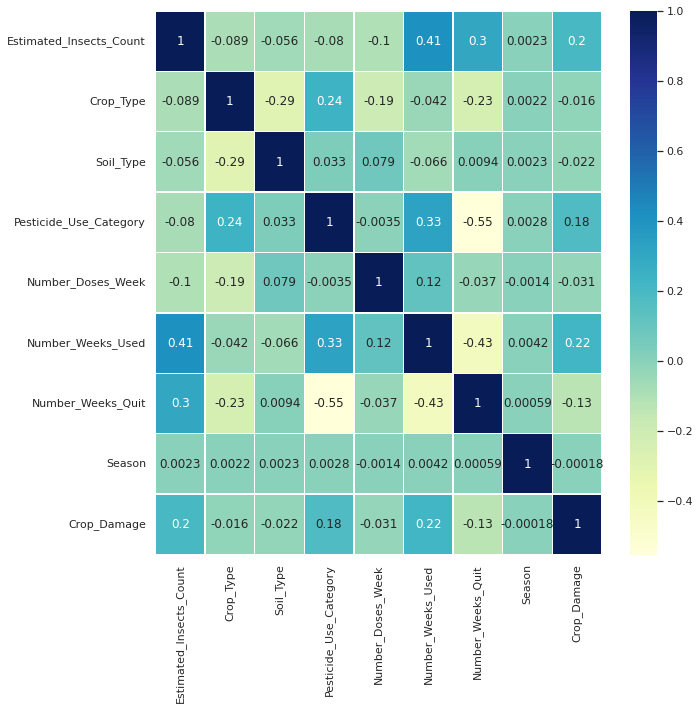 Estimated_Insects_Count 1 -0.089 -0.056 -0.08 -0.1 0.41 0.3 0.0023 0.2
Crop_Type -0.089 1 -0.29 0.24 -0.19 -0.042 -0.23 0.0022 -0.016
Soil_Type -0.056 -0.29 1 0.033 0.079 -0.066 0.0094 0.0023 -0.022
Pesticide_Use_Category -0.08 0.24 0.033 1 -0.0035 0.33 -0.55 0.0028 0.18
Number_Doses_Week -0.1 -0.19 0.079 -0.0035 1 0.12 -0.037 -0.0014 -0.031
Number_Weeks_Used 0.41 -0.042 -0.066 0.33 0.12 1 -0.43 0.0042 0.22
Number_Weeks_Quit 0.3 -0.23 0.0094 -0.55 -0.037 -0.43 1 0.00059 -0.13
Season 0.0023 0.0022 0.0023 0.0028 -0.0014 0.0042 0.00059 1 -0.00018
Crop_Damage 0.2 -0.016 -0.022 0.18 -0.031 0.22 -0.13 -0.00018 1
Estimated_Insects_Count
Crop_Type
Soil_Type
Pesticide_Use_Category
Number_Doses_Week
Number_Weeks_Used
Number_Weeks_Quit
Season
Crop_Damage
1.0
0.8
0.6
0.4
0.2
0.0
−0.2
−0.4